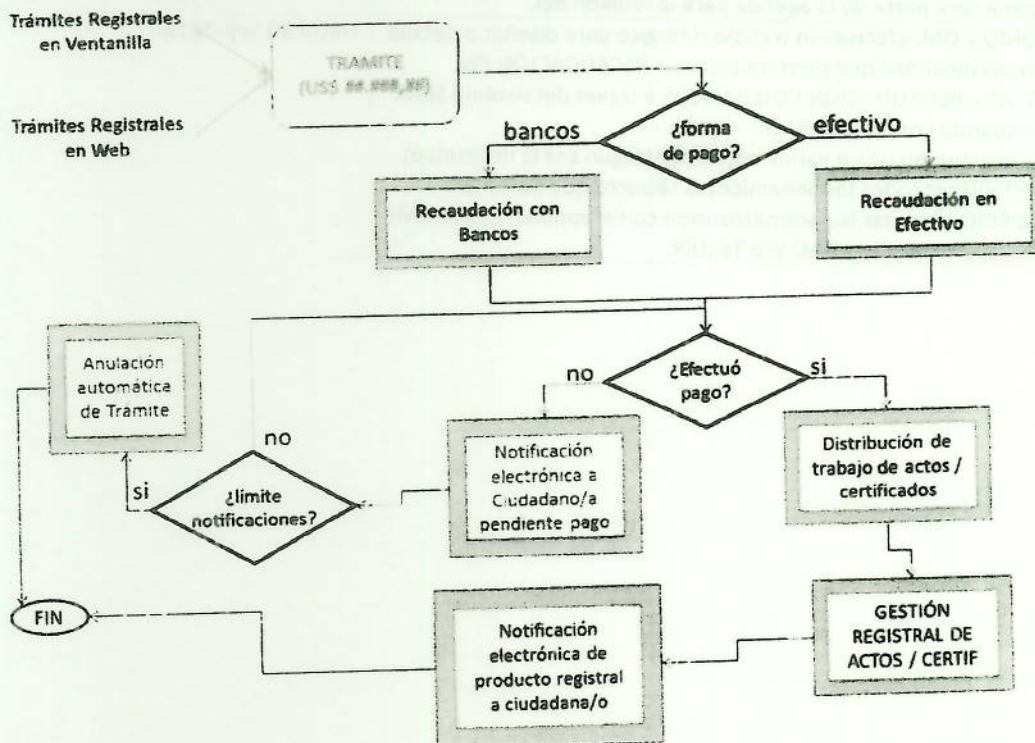 Trámites Registrales
en Ventanilla
TRAMITE
(US$ ##.###,##)
Trámites Registrales
en Web
bancos
¿forma
de pago?
efectivo
Recaudación con
Bancos
Recaudación en
Efectivo
Anulación
automática
de Trámite
no
¿Efectuó
pago?
si
no
Notificación
electrónica a
Ciudadano/a
pendiente pago
Distribución de
trabajo de actos /
certificados
si
¿limite
notificaciones?
FIN
Notificación
electrónica de
producto registral
a ciudadana/o
GESTIÓN
REGISTRAL DE
ACTOS / CERTIF